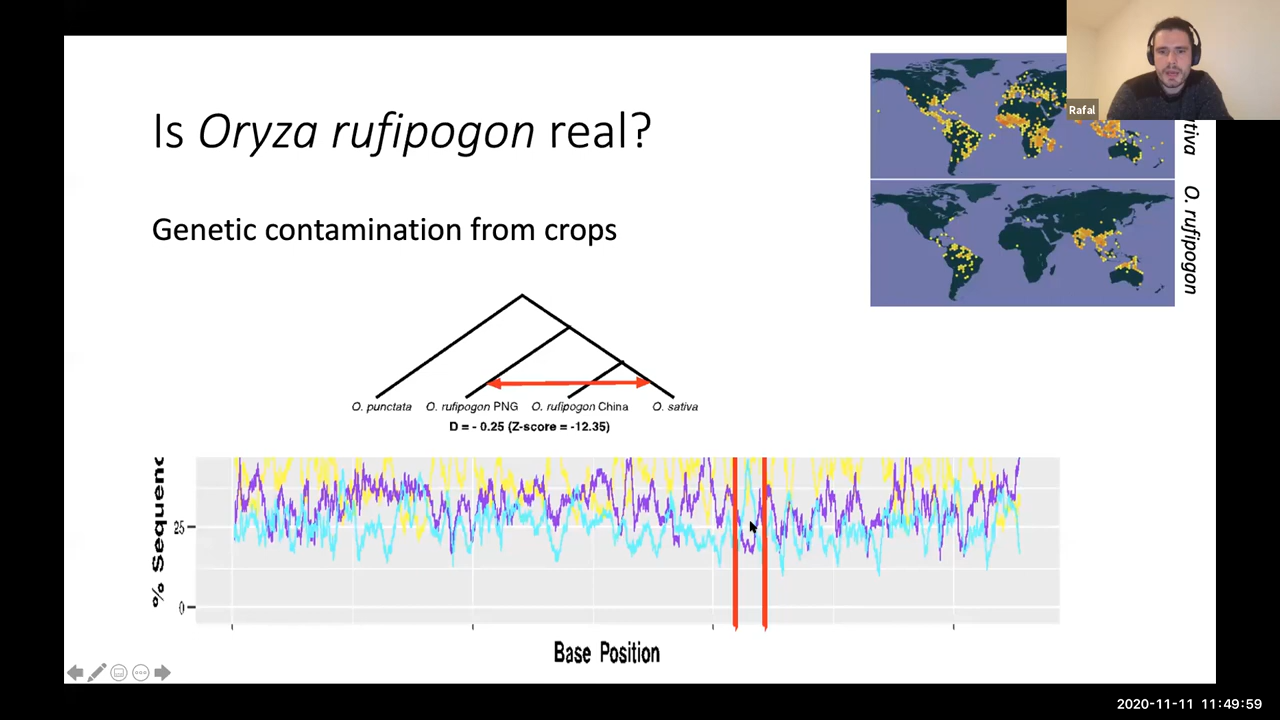 Is Oryza rufipogon real?
Rafal
tiva
O. rufipogon
Genetic contamination from crops
O. punctata
O. rufipogon PNG
O. rufipogon China
O. sativa
D = - 0.25 (Z-score = -12.35)
% Sequenc
25
0
Base Position
2020-11-11 11:49:59